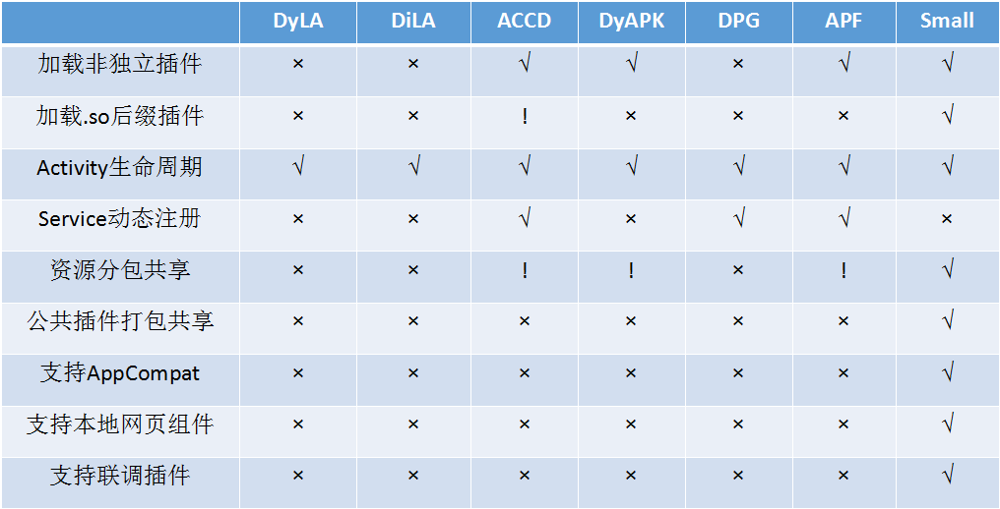 DyLA DiLA ACCD DyAPK DPG APF Small
加载非独立插件 × × √ √ × √ √
加载.so后缀插件 × × ! × × × √
Activity生命周期 √ √ √ √ √ √ √
Service动态注册 × × √ × √ √ ×
资源分包共享 × × ! ! × ! √
公共插件打包共享 × × × × × × √
支持AppCompat × × × × × × √
支持本地网页组件 × × × × × × √
支持联调插件 × × × × × × √